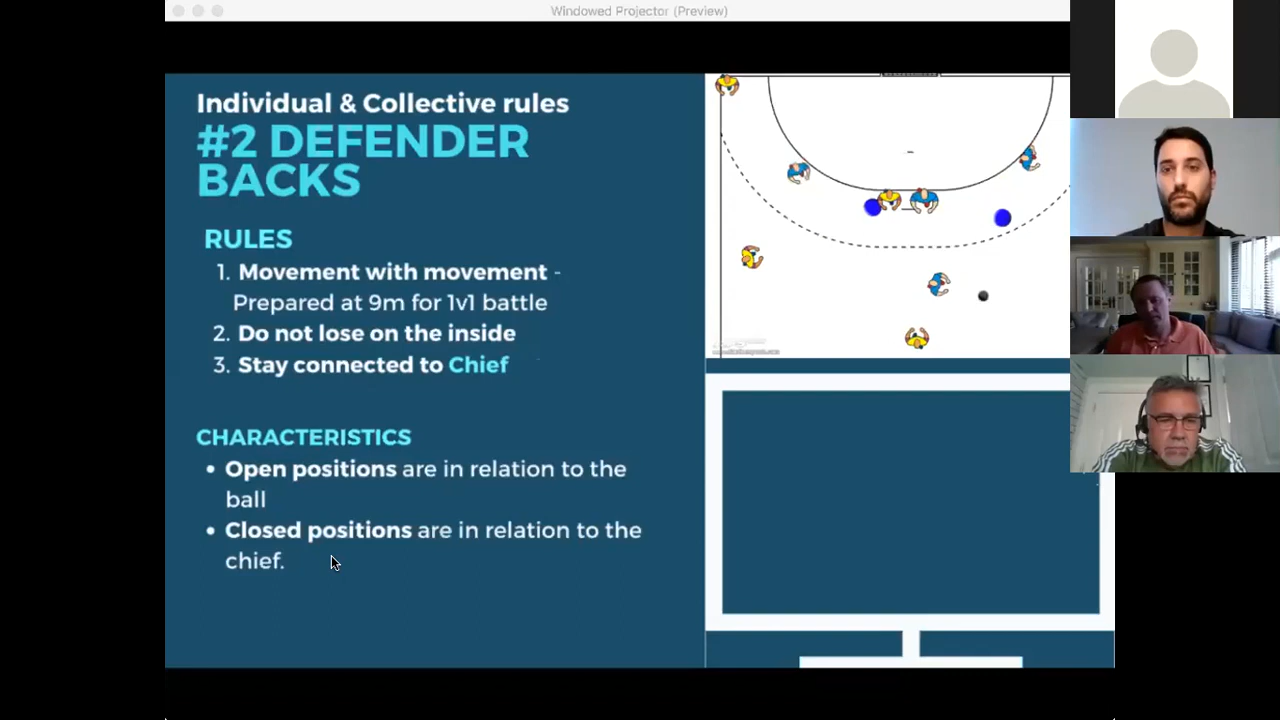 Windowed Projector (Preview)
Individual & Collective rules
#2 DEFENDER
BACKS
RULES
1. Movement with movement -
Prepared at 9m for 1v1 battle
2. Do not lose on the inside
3. Stay connected to Chief
CHARACTERISTICS
• Open positions are in relation to the
ball
• Closed positions are in relation to the
chief.